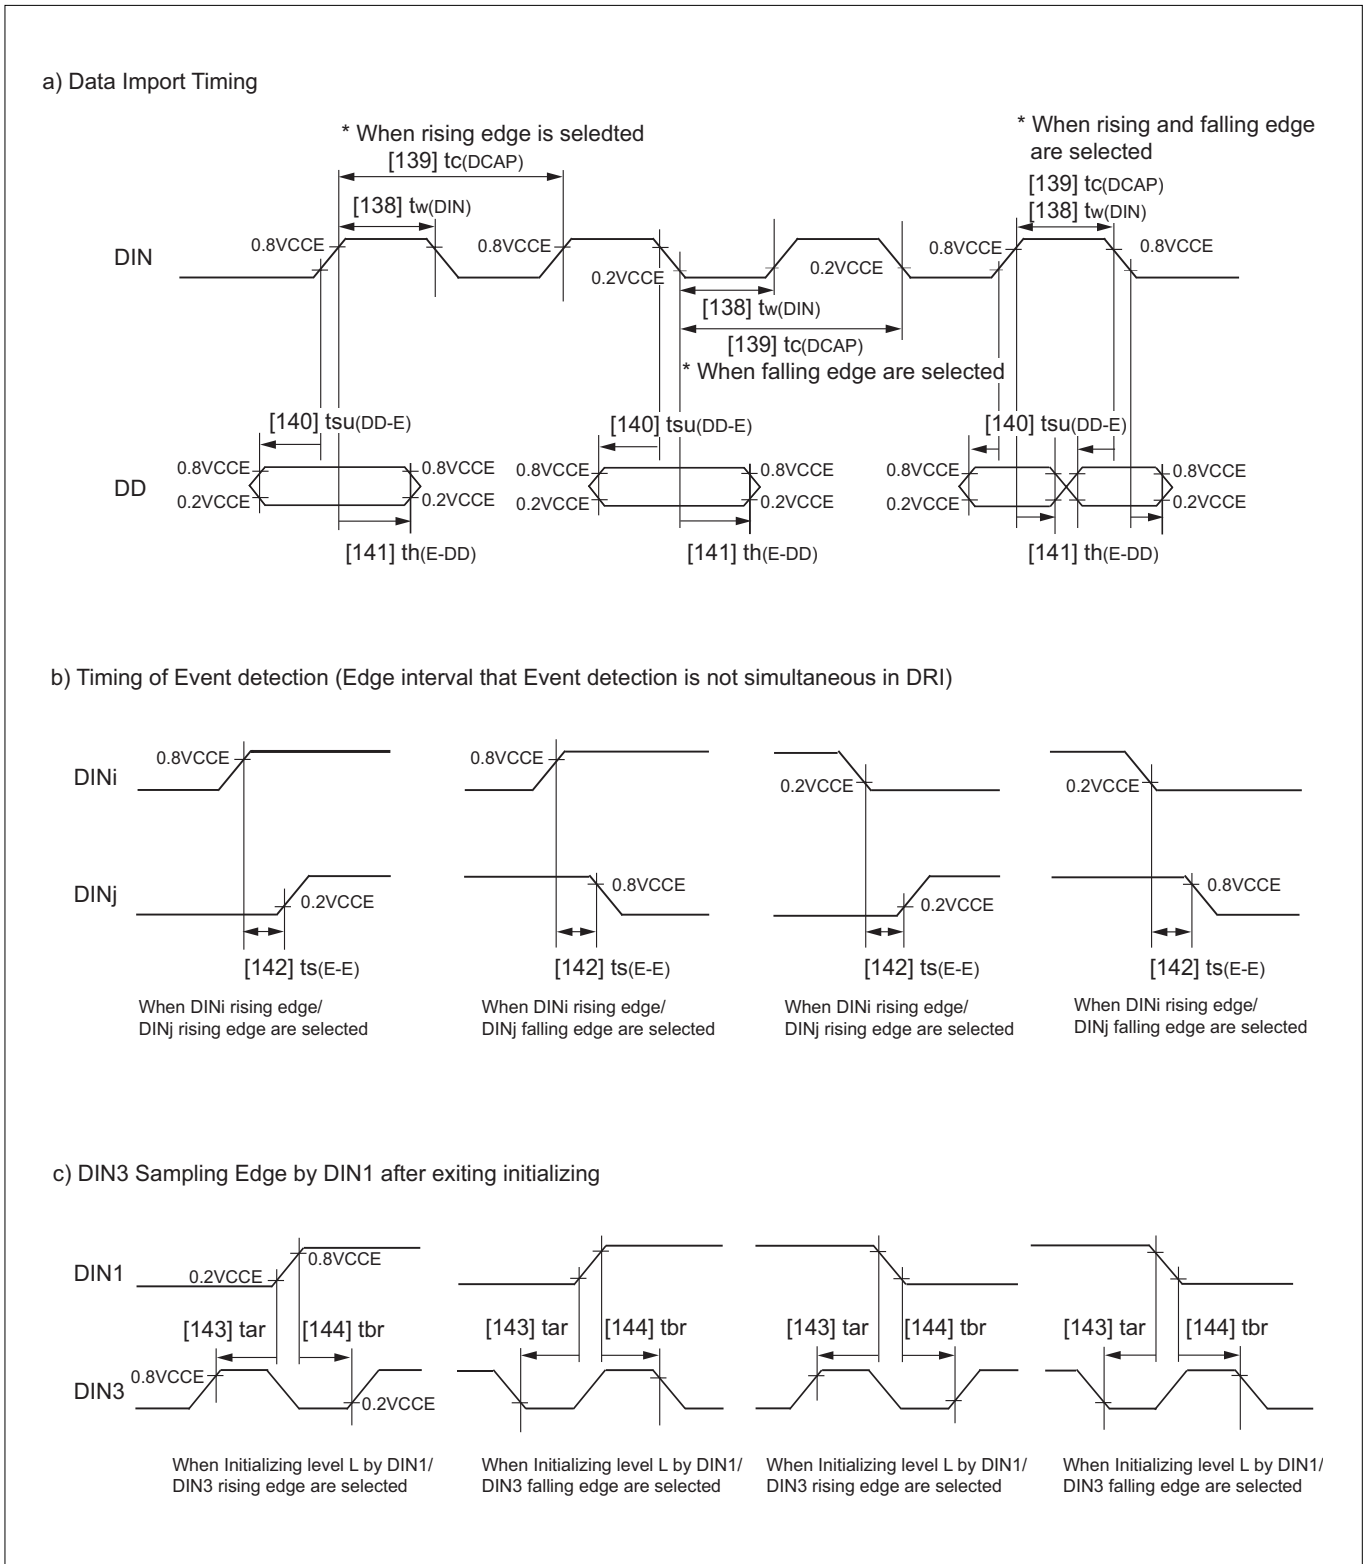 a) Data Import Timing
* When rising edge is seledted
[139] tc(DCAP)
[138] tw(DIN)
* When rising and falling edge
are selected
[139] tc(DCAP)
[138] tw(DIN)
DIN
0.8VCCE
0.8VCCE
0.2VCCE
0.2VCCE
0.8VCCE
0.8VCCE
[138] tw(DIN)
[139] tc(DCAP)
* When falling edge are selected
[140] tsu(DD-E)
[140] tsu(DD-E)
[140] tsu(DD-E)
DD
0.8VCCE
0.8VCCE
0.8VCCE
0.8VCCE
0.8VCCE
0.8VCCE
0.2VCCE
0.2VCCE
0.2VCCE
0.2VCCE
0.2VCCE
0.2VCCE
[141] th(E-DD)
[141] th(E-DD)
[141] th(E-DD)
b) Timing of Event detection (Edge interval that Event detection is not simultaneous in DRI)
DINi
0.8VCCE
0.8VCCE
0.2VCCE
0.2VCCE
DINj
0.2VCCE
0.8VCCE
0.2VCCE
0.8VCCE
[142] ts(E-E)
[142] ts(E-E)
[142] ts(E-E)
[142] ts(E-E)
When DINi rising edge/
DINj rising edge are selected
When DINi rising edge/
DINj falling edge are selected
When DINi rising edge/
DINj rising edge are selected
When DINi rising edge/
DINj falling edge are selected
c) DIN3 Sampling Edge by DIN1 after exiting initializing
DIN1
0.2VCCE
0.8VCCE
[143] tar
[144] tbr
[143] tar
[144] tbr
[143] tar
[144] tbr
[143] tar
[144] tbr
DIN3
0.8VCCE
0.2VCCE
When Initializing level L by DIN1/
DIN3 rising edge are selected
When Initializing level L by DIN1/
DIN3 falling edge are selected
When Initializing level L by DIN1/
DIN3 rising edge are selected
When Initializing level L by DIN1/
DIN3 falling edge are selected